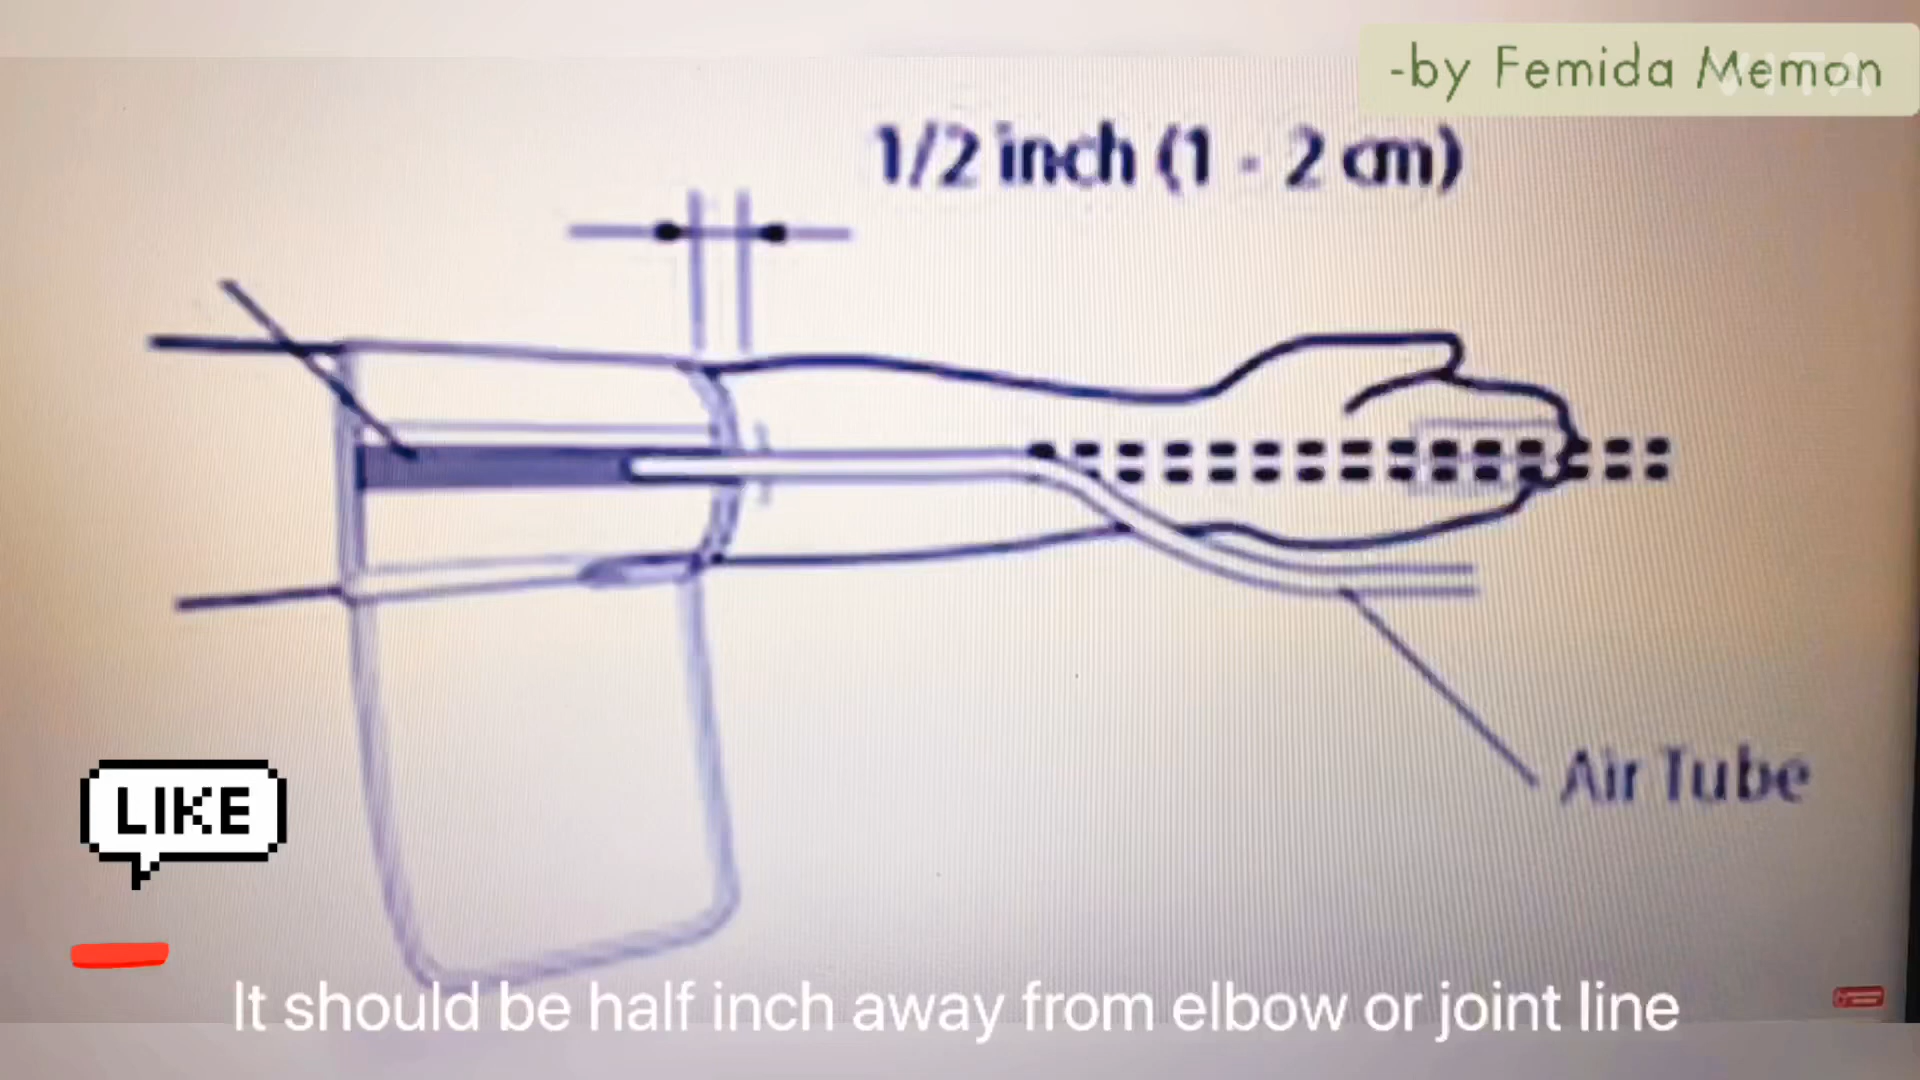 -by Femida Memon
VITA
1/2 inch (1 - 2 cm)
LIKE
Air Tube
It should be half inch away from elbow or joint line